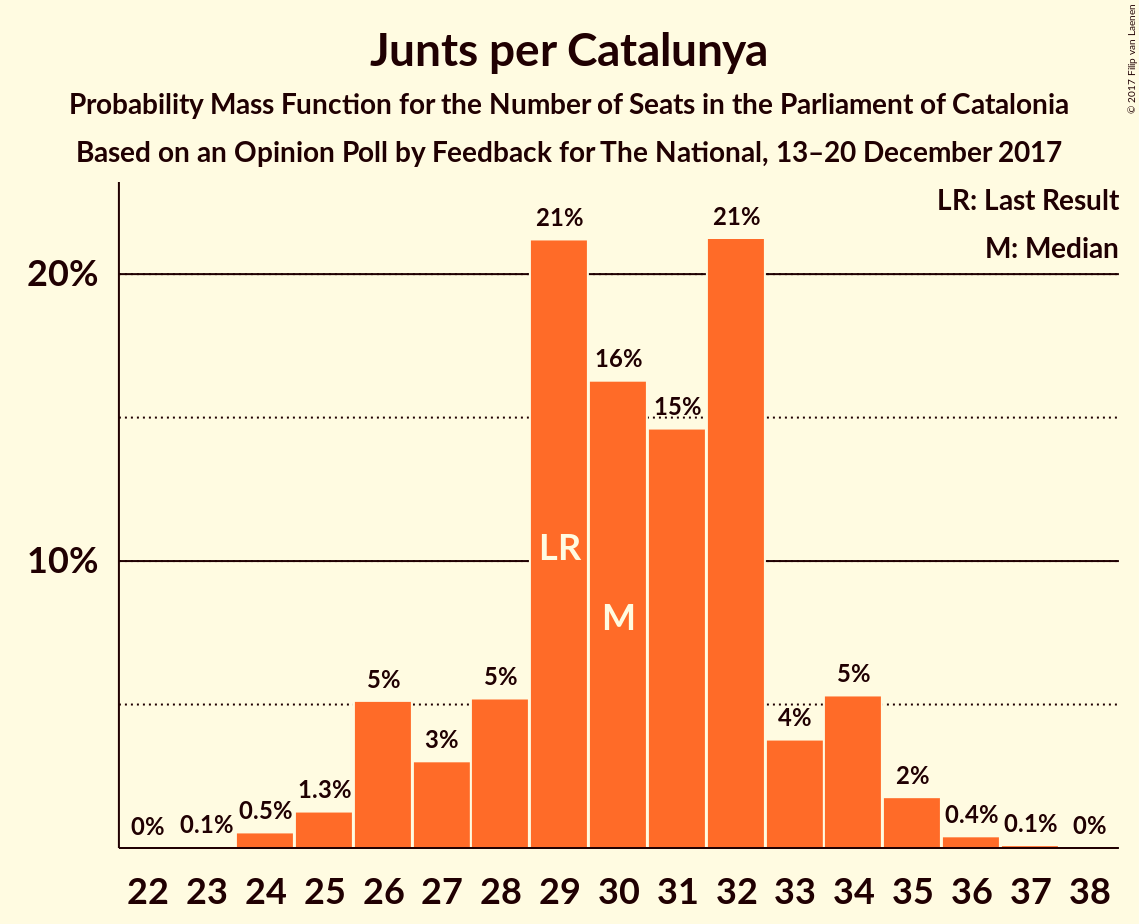 Junts per Catalunya
Probability Mass Function for the Number of Seats in the Parliament of Catalonia
Based on an Opinion Poll by Feedback for The National, 13–20 December 2017
© 2017 Filip van Laenen
LR: Last Result
M: Median
20%
10%
0%
0.1%
0.5%
1.3%
5%
3%
5%
21%
16%
15%
21%
4%
5%
2%
0.4%
0.1%
0%
LR
M
22 23 24 25 26 27 28 29 30 31 32 33 34 35 36 37 38